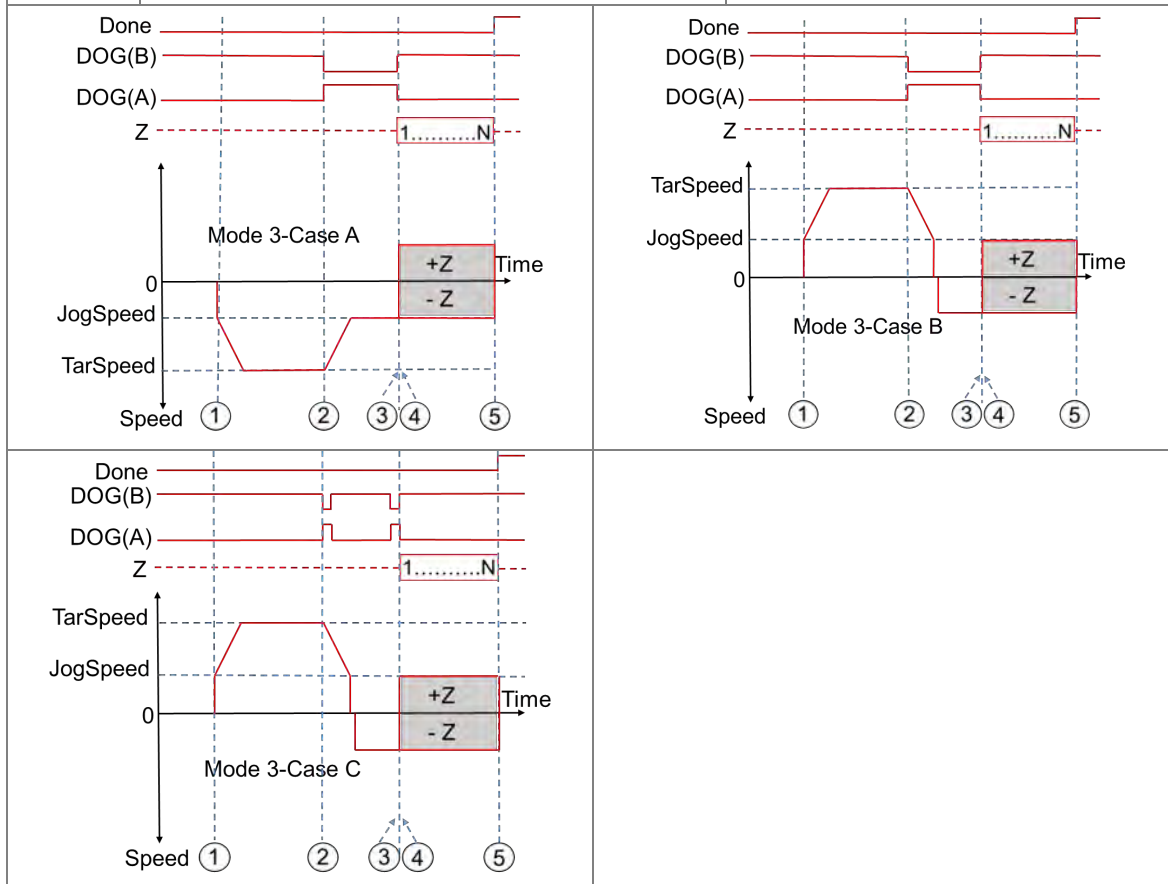 Done
DOG(B)
DOG(A)
Z
1..........N
Mode 3-Case A
+Z
Time
0
- Z
JogSpeed
TarSpeed
Speed
1
2
3
4
5
Done
DOG(B)
DOG(A)
Z
1..........N
TarSpeed
JogSpeed
+Z
Time
0
- Z
Mode 3-Case B
Speed
1
2
3
4
5
Done
DOG(B)
DOG(A)
Z
1..........N
TarSpeed
JogSpeed
+Z
Time
0
- Z
Mode 3-Case C
Speed
1
2
3
4
5